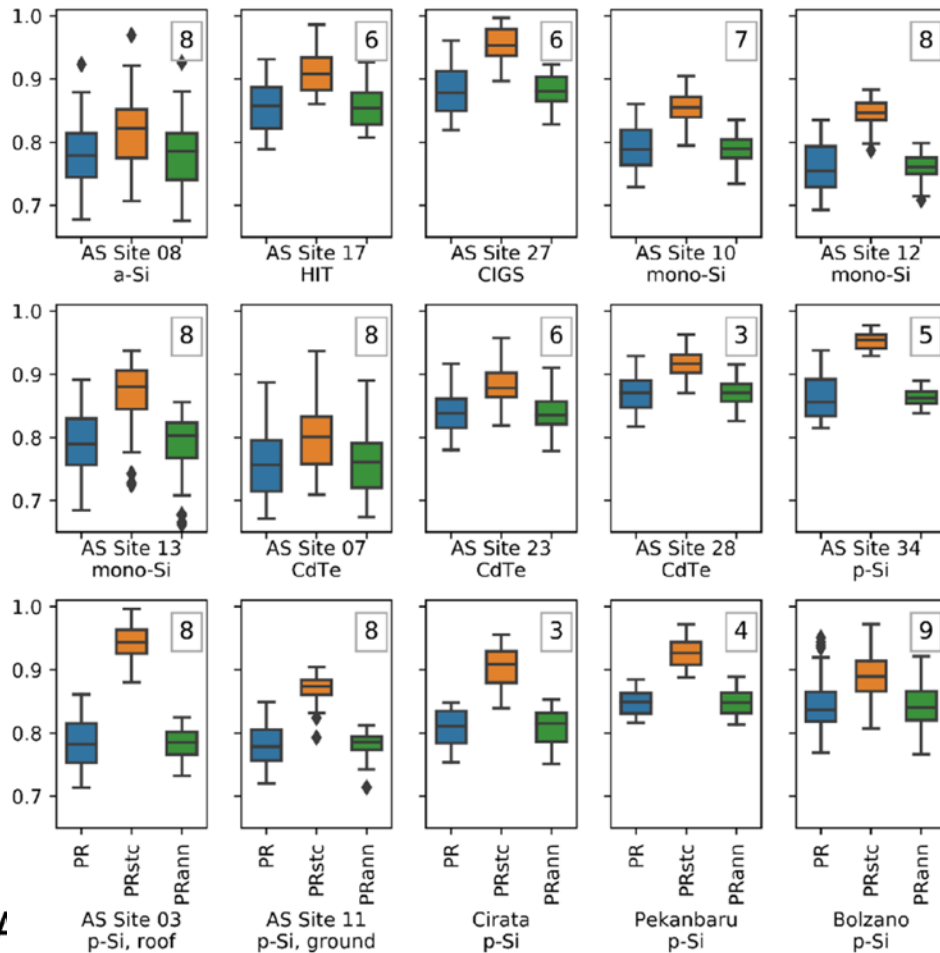 1.0
0.9
0.8
0.7
8
6
6
7
8
AS Site 08
a-Si
AS Site 17
HIT
AS Site 27
CIGS
AS Site 10
mono-Si
AS Site 12
mono-Si
1.0
0.9
0.8
0.7
8
8
6
3
5
AS Site 13
mono-Si
AS Site 07
CdTe
AS Site 23
CdTe
AS Site 28
CdTe
AS Site 34
p-Si
1.0
0.9
0.8
0.7
8
8
3
4
9
PR
PRstc
PRann
PR
PRstc
PRann
PR
PRstc
PRann
PR
PRstc
PRann
PR
PRstc
PRann
AS Site 03
p-Si, roof
AS Site 11
p-Si, ground
Cirata
p-Si
Pekanbaru
p-Si
Bolzano
p-Si